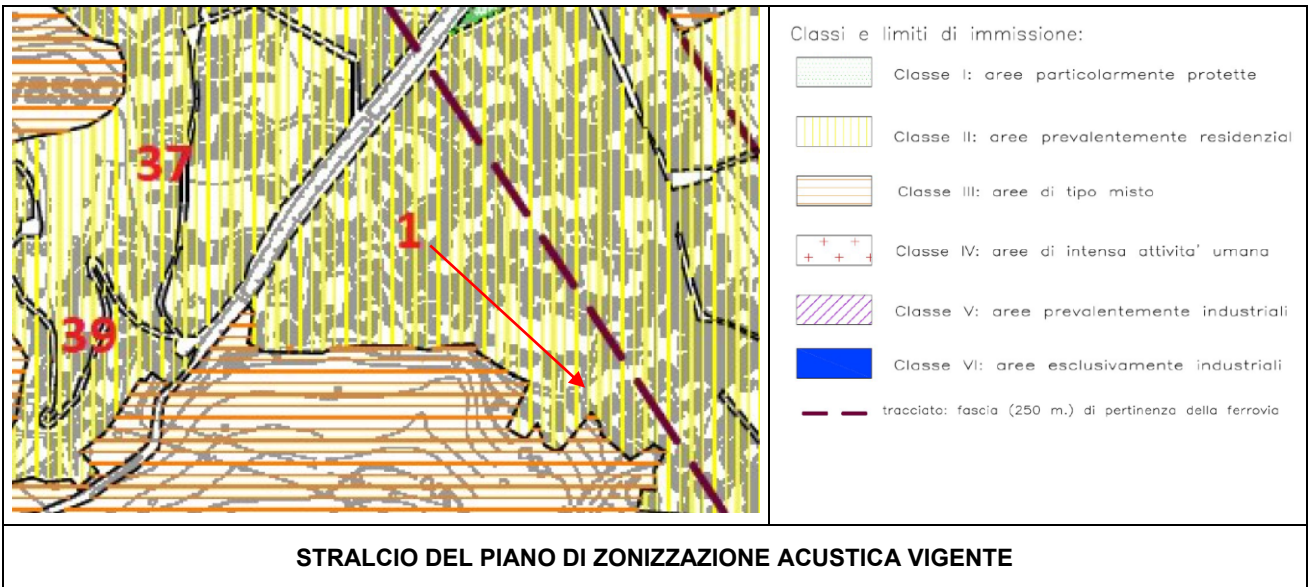 37
1
39
Classi e limiti di immissione:
Classe I: aree particolarmente protette
Classe II: aree prevalentemente residenzial
Classe III: aree di tipo misto
Classe IV: aree di intensa attivita' umana
Classe V: aree prevalentemente industriali
Classe VI: aree esclusivamente industriali
tracciato: fascia (250 m.) di pertinenza della ferrovia
STRALCIO DEL PIANO DI ZONIZZAZIONE ACUSTICA VIGENTE